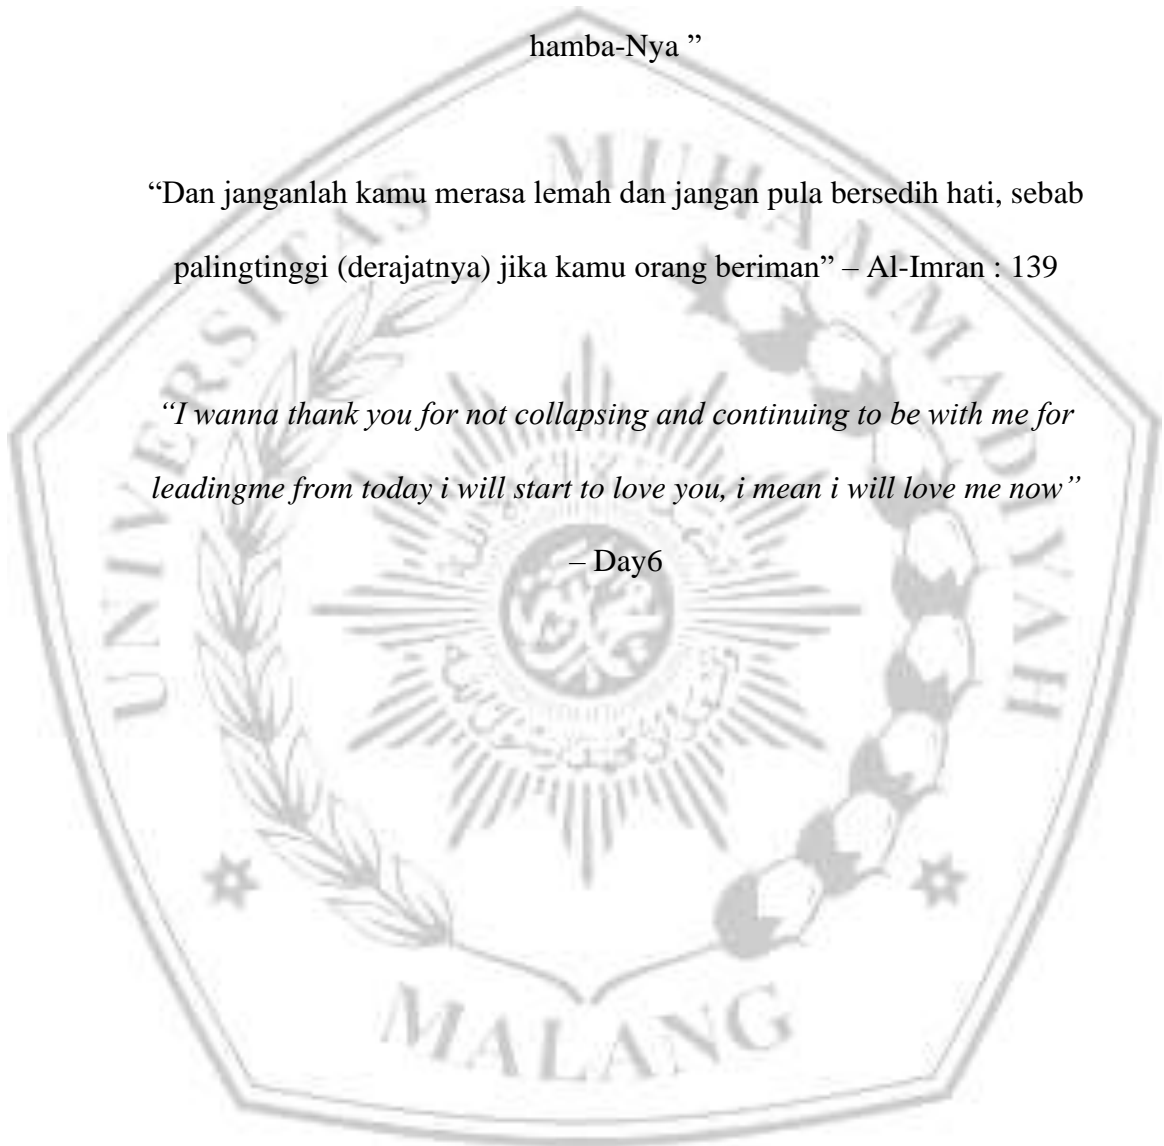 hamba-Nya ”
“Dan janganlah kamu merasa lemah dan jangan pula bersedih hati, sebab
palingtinggi (derajatnya) jika kamu orang beriman” – Al-Imran : 139
“I wanna thank you for not collapsing and continuing to be with me for
leadingme from today i will start to love you, i mean i will love me now”
– Day6
UNIVERSITAS MUHAMMADIYAH
MALANG